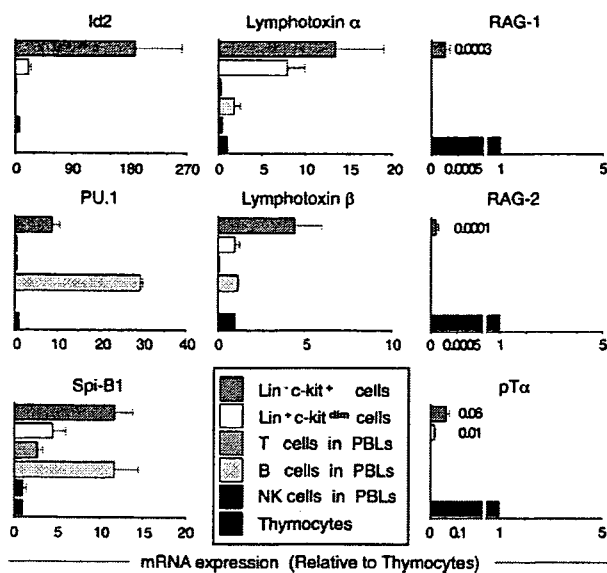 Id2
Lymphotoxin α
RAG-1
0.0003
0 90 180 270
0 10 20
0 0.0005 1 5
PU.1
Lymphotoxin β
RAG-2
0.0001
0 10 20 30 40
0 5 10
0 0.0005 1 5
Spi-B1
pTα
0.06
0.01
0 5 10 15 20
0 0.1 1 5
Lin⁻c-kit⁺ cells
Lin⁺c-kitᵈⁱᵐ cells
T cells in PBLs
B cells in PBLs
NK cells in PBLs
Thymocytes
mRNA expression (Relative to Thymocytes)